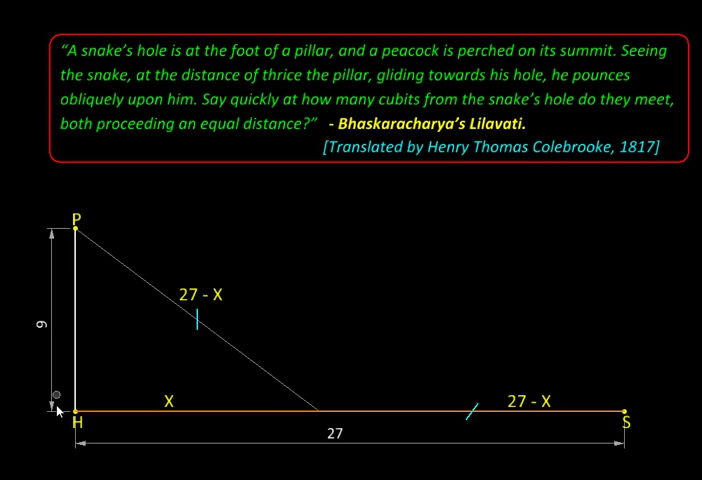 “A snake’s hole is at the foot of a pillar, and a peacock is perched on its summit. Seeing
the snake, at the distance of thrice the pillar, gliding towards his hole, he pounces
obliquely upon him. Say quickly at how many cubits from the snake’s hole do they meet,
both proceeding an equal distance?” - Bhaskaracharya’s Lilavati.
[Translated by Henry Thomas Colebrooke, 1817]
P
27 - X
9
X
27 - X
H
S
27